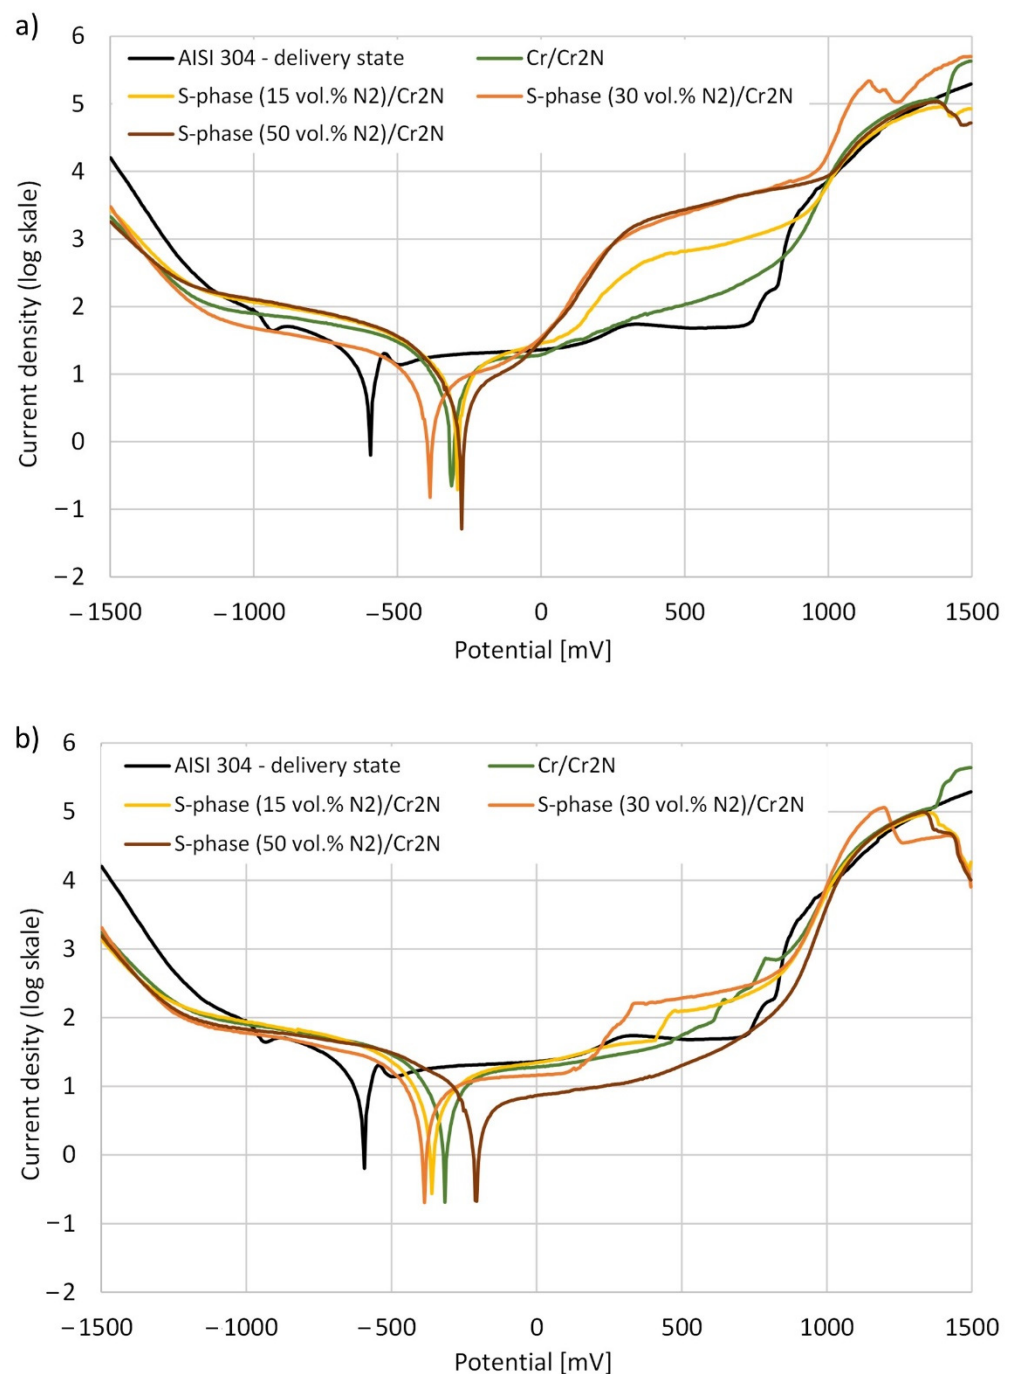 a)
6
5
4
3
2
1
0
−1
−2
Current density (log skale)
AISI 304 - delivery state
Cr/Cr2N
S-phase (15 vol.% N2)/Cr2N
S-phase (30 vol.% N2)/Cr2N
S-phase (50 vol.% N2)/Cr2N
−1500 −1000 −500 0 500 1000 1500
Potential [mV]
b)
6
5
4
3
2
1
0
−1
−2
Current desity (log skale)
AISI 304 - delivery state
Cr/Cr2N
S-phase (15 vol.% N2)/Cr2N
S-phase (30 vol.% N2)/Cr2N
S-phase (50 vol.% N2)/Cr2N
−1500 −1000 −500 0 500 1000 1500
Potential [mV]